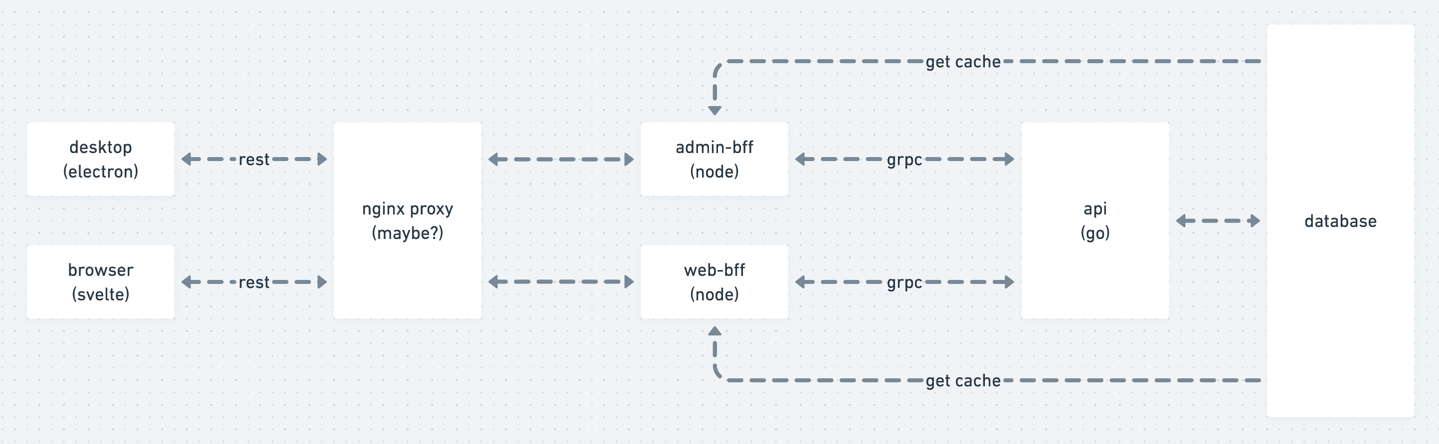 get cache
desktop
(electron)
rest
nginx proxy
(maybe?)
admin-bff
(node)
grpc
api
(go)
database
browser
(svelte)
rest
web-bff
(node)
grpc
get cache